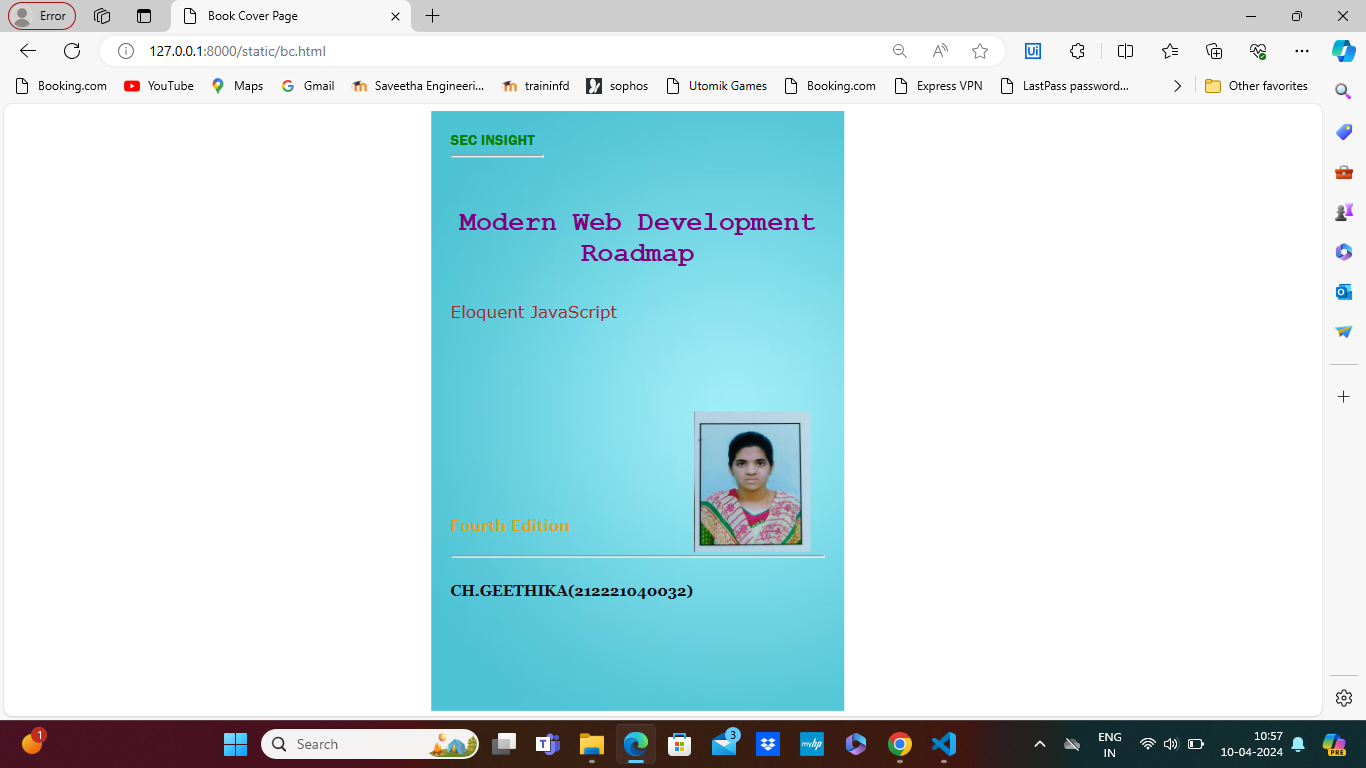 Error
Book Cover Page
127.0.0.1:8000/static/bc.html
Booking.com
YouTube
Maps
Gmail
Saveetha Engineeri...
traininfd
sophos
Utomik Games
Booking.com
Express VPN
LastPass password...
Other favorites
SEC INSIGHT
Modern Web Development
Roadmap
Eloquent JavaScript
Fourth Edition
CH.GEETHIKA(212221040032)
1
Search
3
myhp
ENG
IN
10:57
10-04-2024
PRE